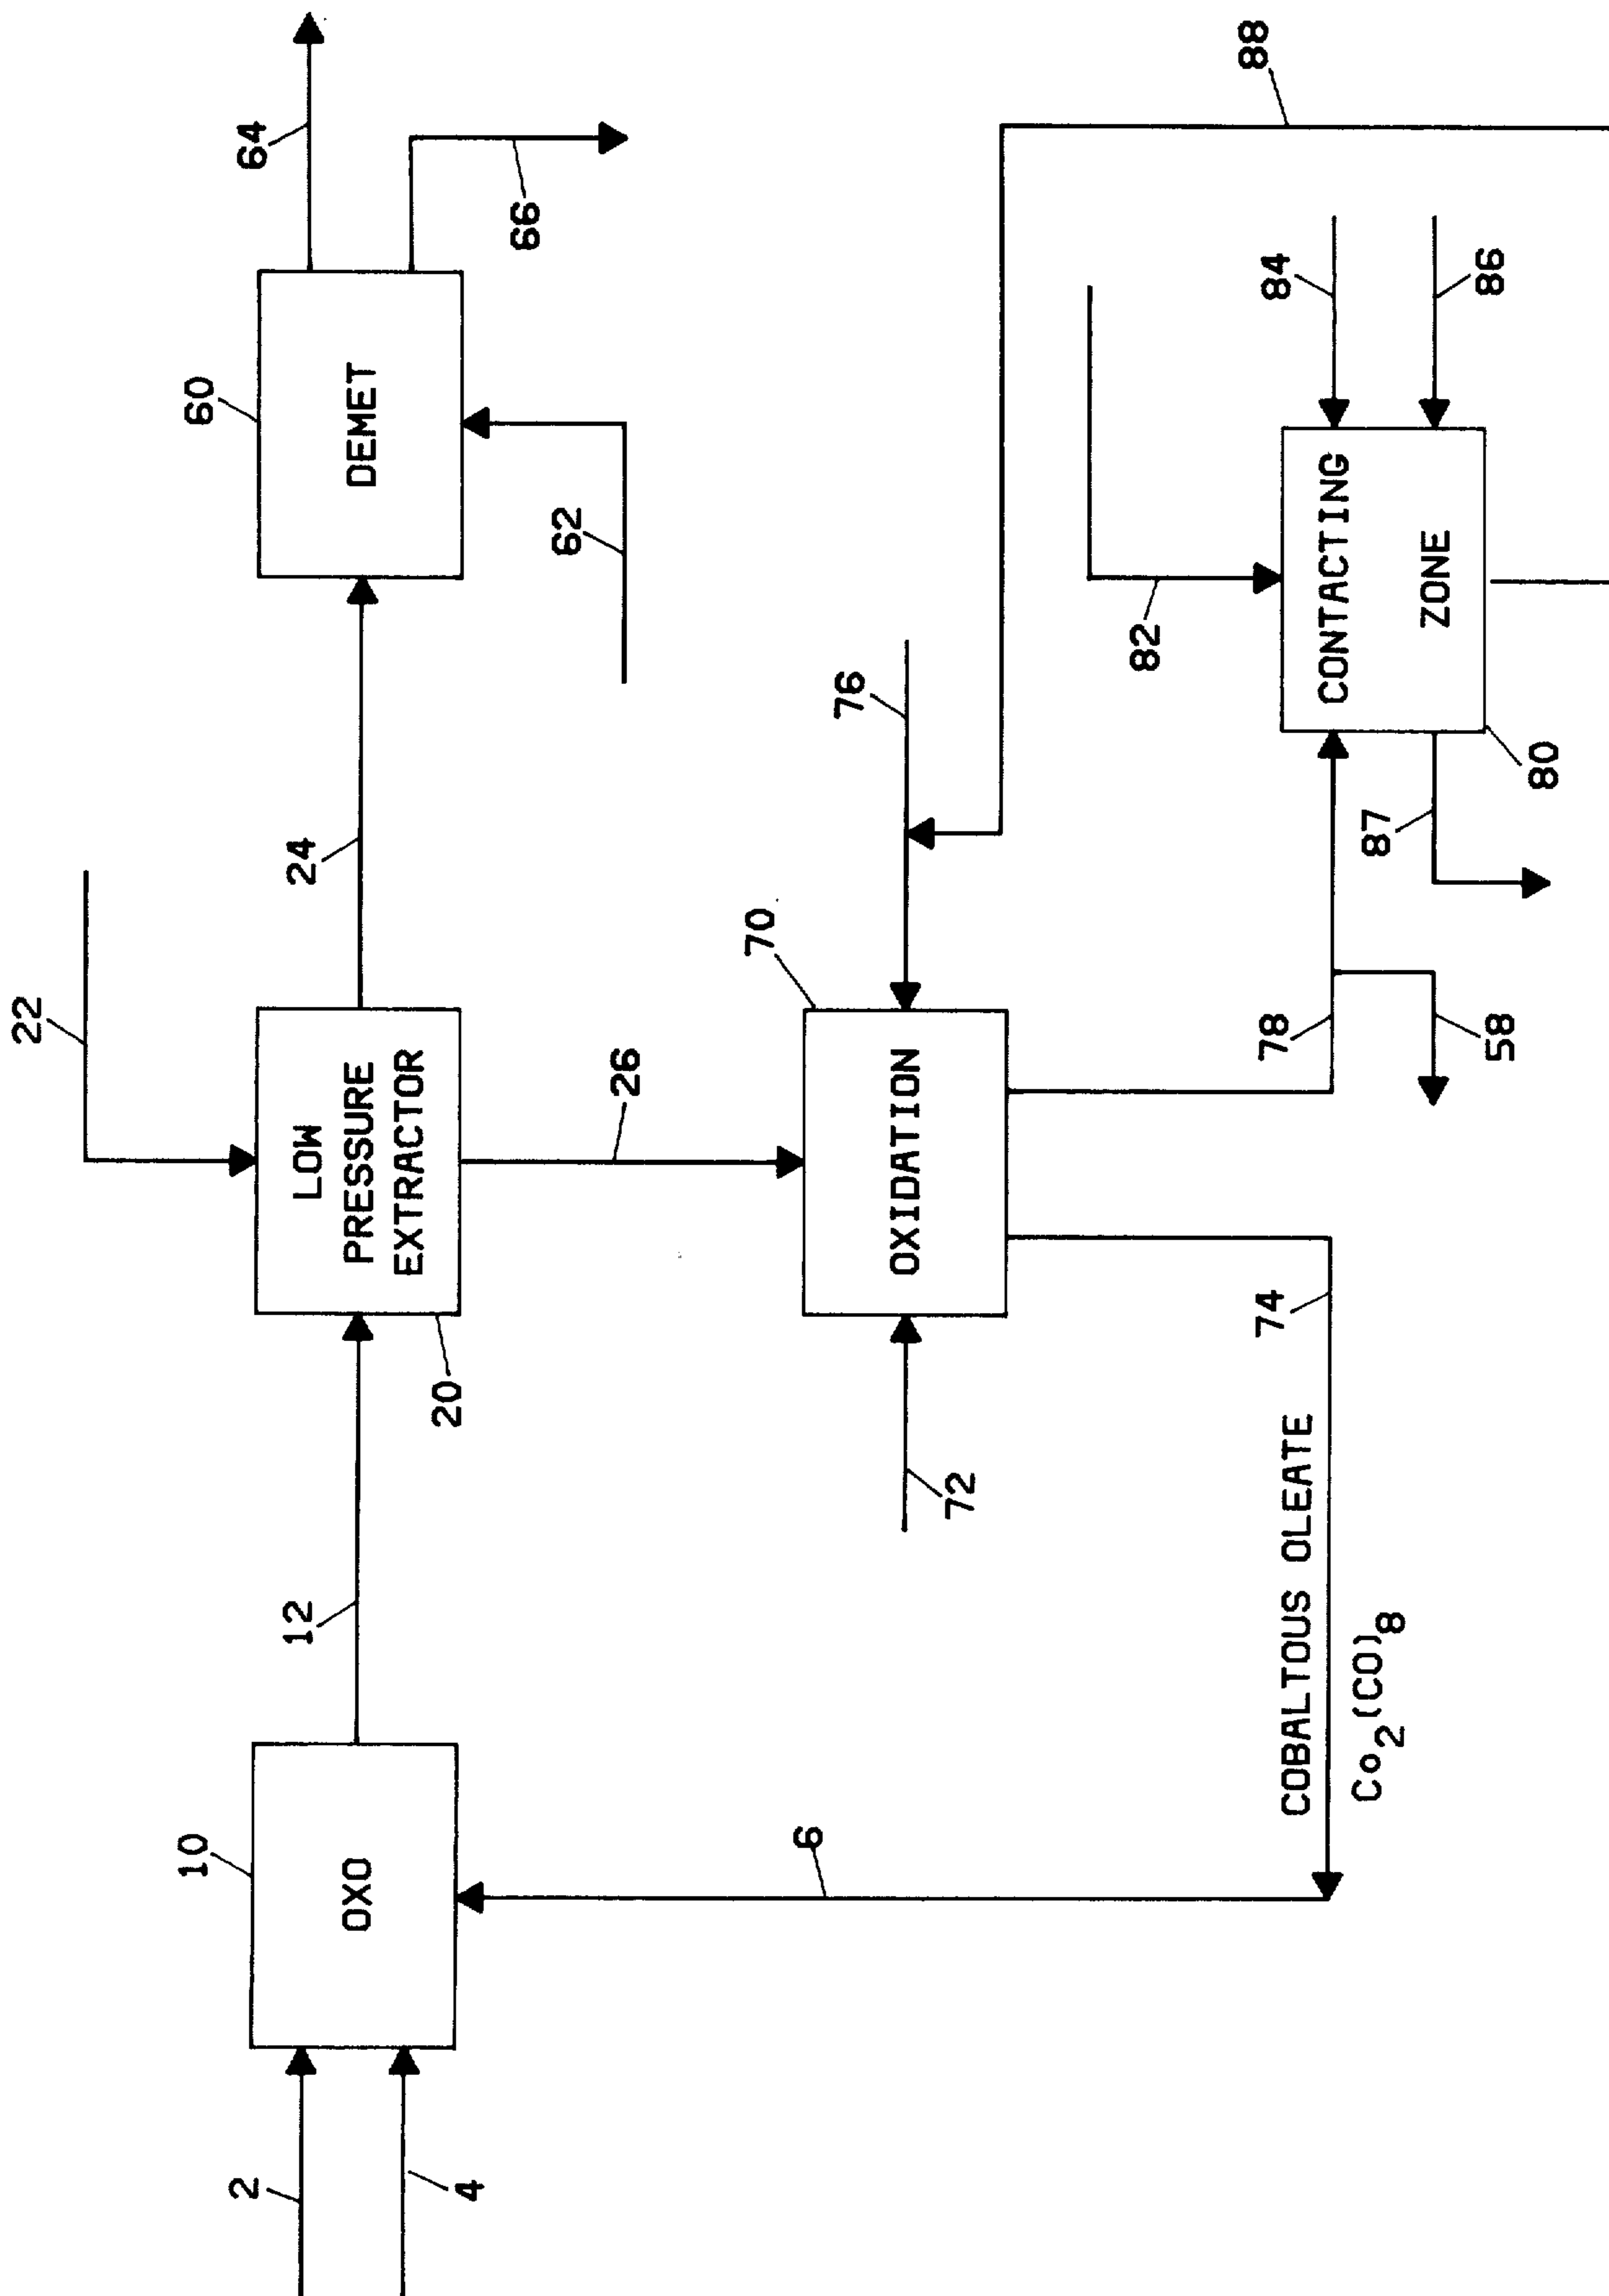 2
4
10
OXO
6
12
20
LOW
PRESSURE
EXTRACTOR
22
24
26
60
DEMET
62
64
66
70
OXIDATION
72
74
COBALTOUS OLEATE
Co2(CO)8
76
78
58
80
CONTACTING
ZONE
82
84
86
87
88